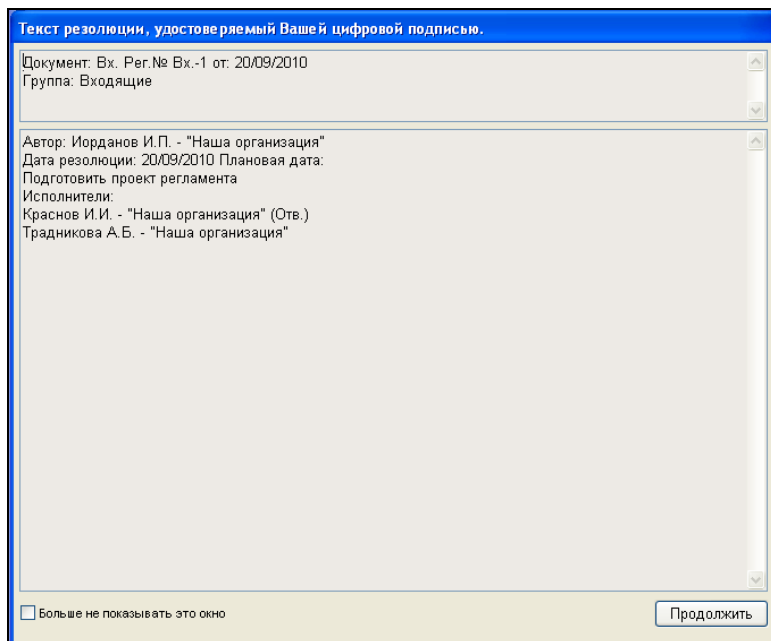 Текст резолюции, удостоверяемый Вашей цифровой подписью.
Документ: Вх. Рег.№ Вх.-1 от: 20/09/2010
Группа: Входящие
Автор: Иорданов И.П. - "Наша организация"
Дата резолюции: 20/09/2010 Плановая дата:
Подготовить проект регламента
Исполнители:
Краснов И.И. - "Наша организация" (Отв.)
Традникова А.Б. - "Наша организация"
Больше не показывать это окно
Продолжить